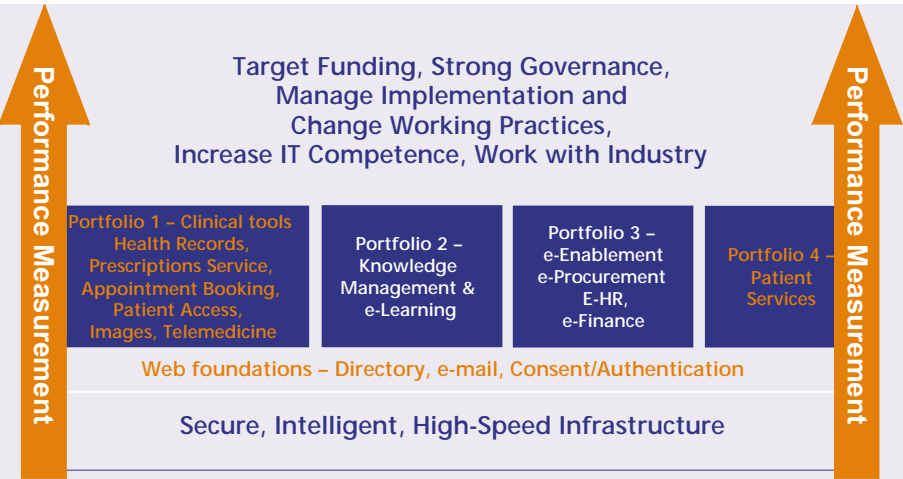 Performance Measurement
Target Funding, Strong Governance,
Manage Implementation and
Change Working Practices,
Increase IT Competence, Work with Industry
Portfolio 1 – Clinical tools
Health Records,
Prescriptions Service,
Appointment Booking,
Patient Access,
Images, Telemedicine
Portfolio 2 –
Knowledge
Management &
e-Learning
Portfolio 3 –
e-Enablement
e-Procurement
E-HR,
e-Finance
Portfolio 4 –
Patient
Services
Performance Measurement
Web foundations – Directory, e-mail, Consent/Authentication
Secure, Intelligent, High-Speed Infrastructure